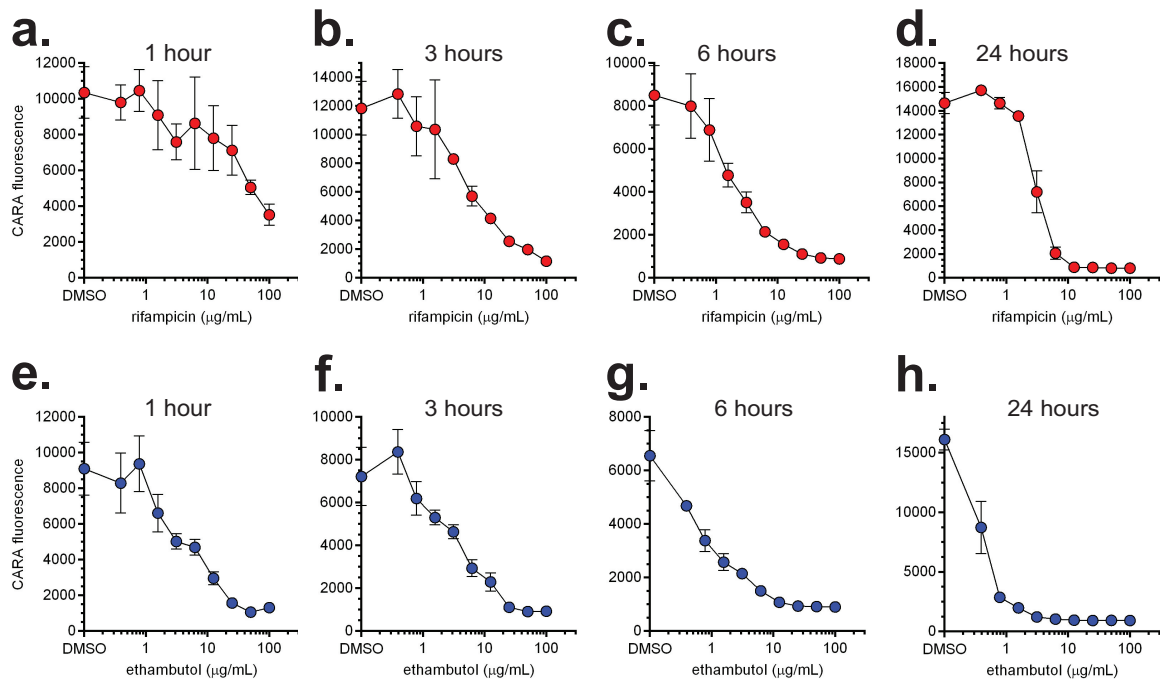 a.
1 hour
CARA fluorescence
12000
10000
8000
6000
4000
2000
0
DMSO 1 10 100
rifampicin (μg/mL)
b.
3 hours
14000
12000
10000
8000
6000
4000
2000
0
DMSO 1 10 100
rifampicin (μg/mL)
c.
6 hours
10000
8000
6000
4000
2000
0
DMSO 1 10 100
rifampicin (μg/mL)
d.
24 hours
18000
16000
14000
12000
10000
8000
6000
4000
2000
0
DMSO 1 10 100
rifampicin (μg/mL)
e.
1 hour
CARA fluorescence
12000
10000
8000
6000
4000
2000
0
DMSO 1 10 100
ethambutol (μg/mL)
f.
3 hours
10000
8000
6000
4000
2000
0
DMSO 1 10 100
ethambutol (μg/mL)
g.
6 hours
8000
6000
4000
2000
0
DMSO 1 10 100
ethambutol (μg/mL)
h.
24 hours
15000
10000
5000
0
DMSO 1 10 100
ethambutol (μg/mL)